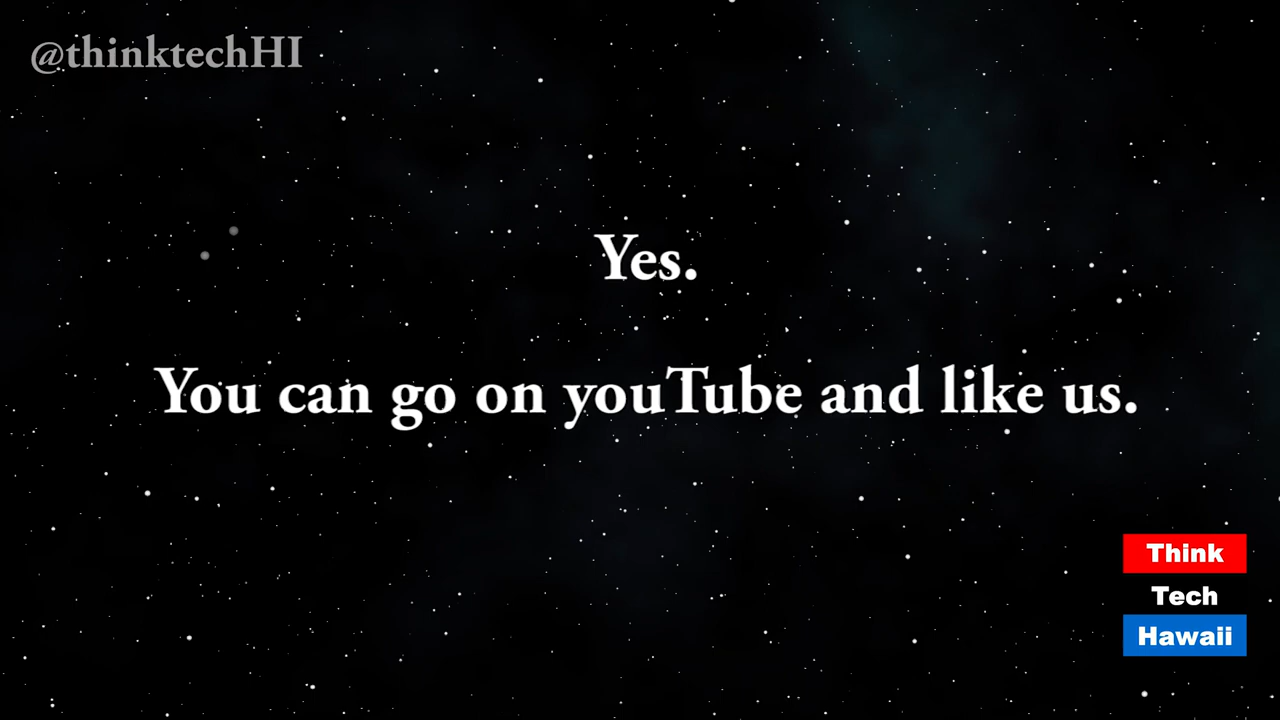 @thinktechHI
Yes.
You can go on youTube and like us.
Think
Tech
Hawaii